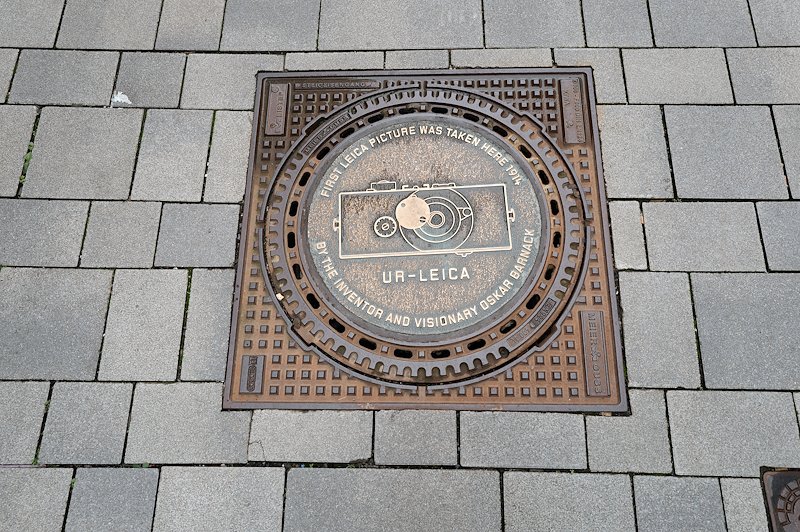 FIRST LEICA PICTURE WAS TAKEN HERE 1914
UR-LEICA
BY THE INVENTOR AND VISIONARY OSKAR BARNACK